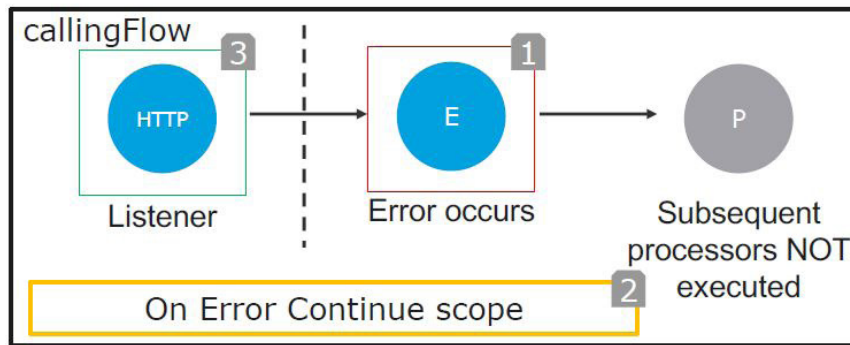 callingFlow
3
1
HTTP
E
P
Listener
Error occurs
Subsequent
processors NOT
executed
2
On Error Continue scope